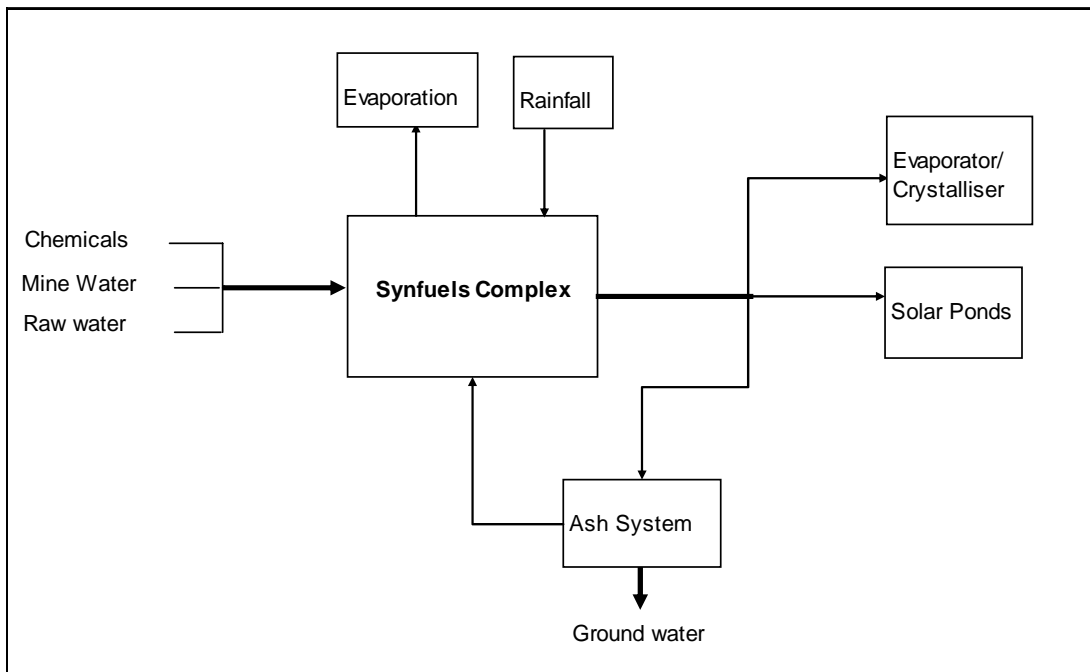 Evaporation
Rainfall
Evaporator/
Crystalliser
Chemicals
Mine Water
Raw water
Synfuels Complex
Solar Ponds
Ash System
Ground water